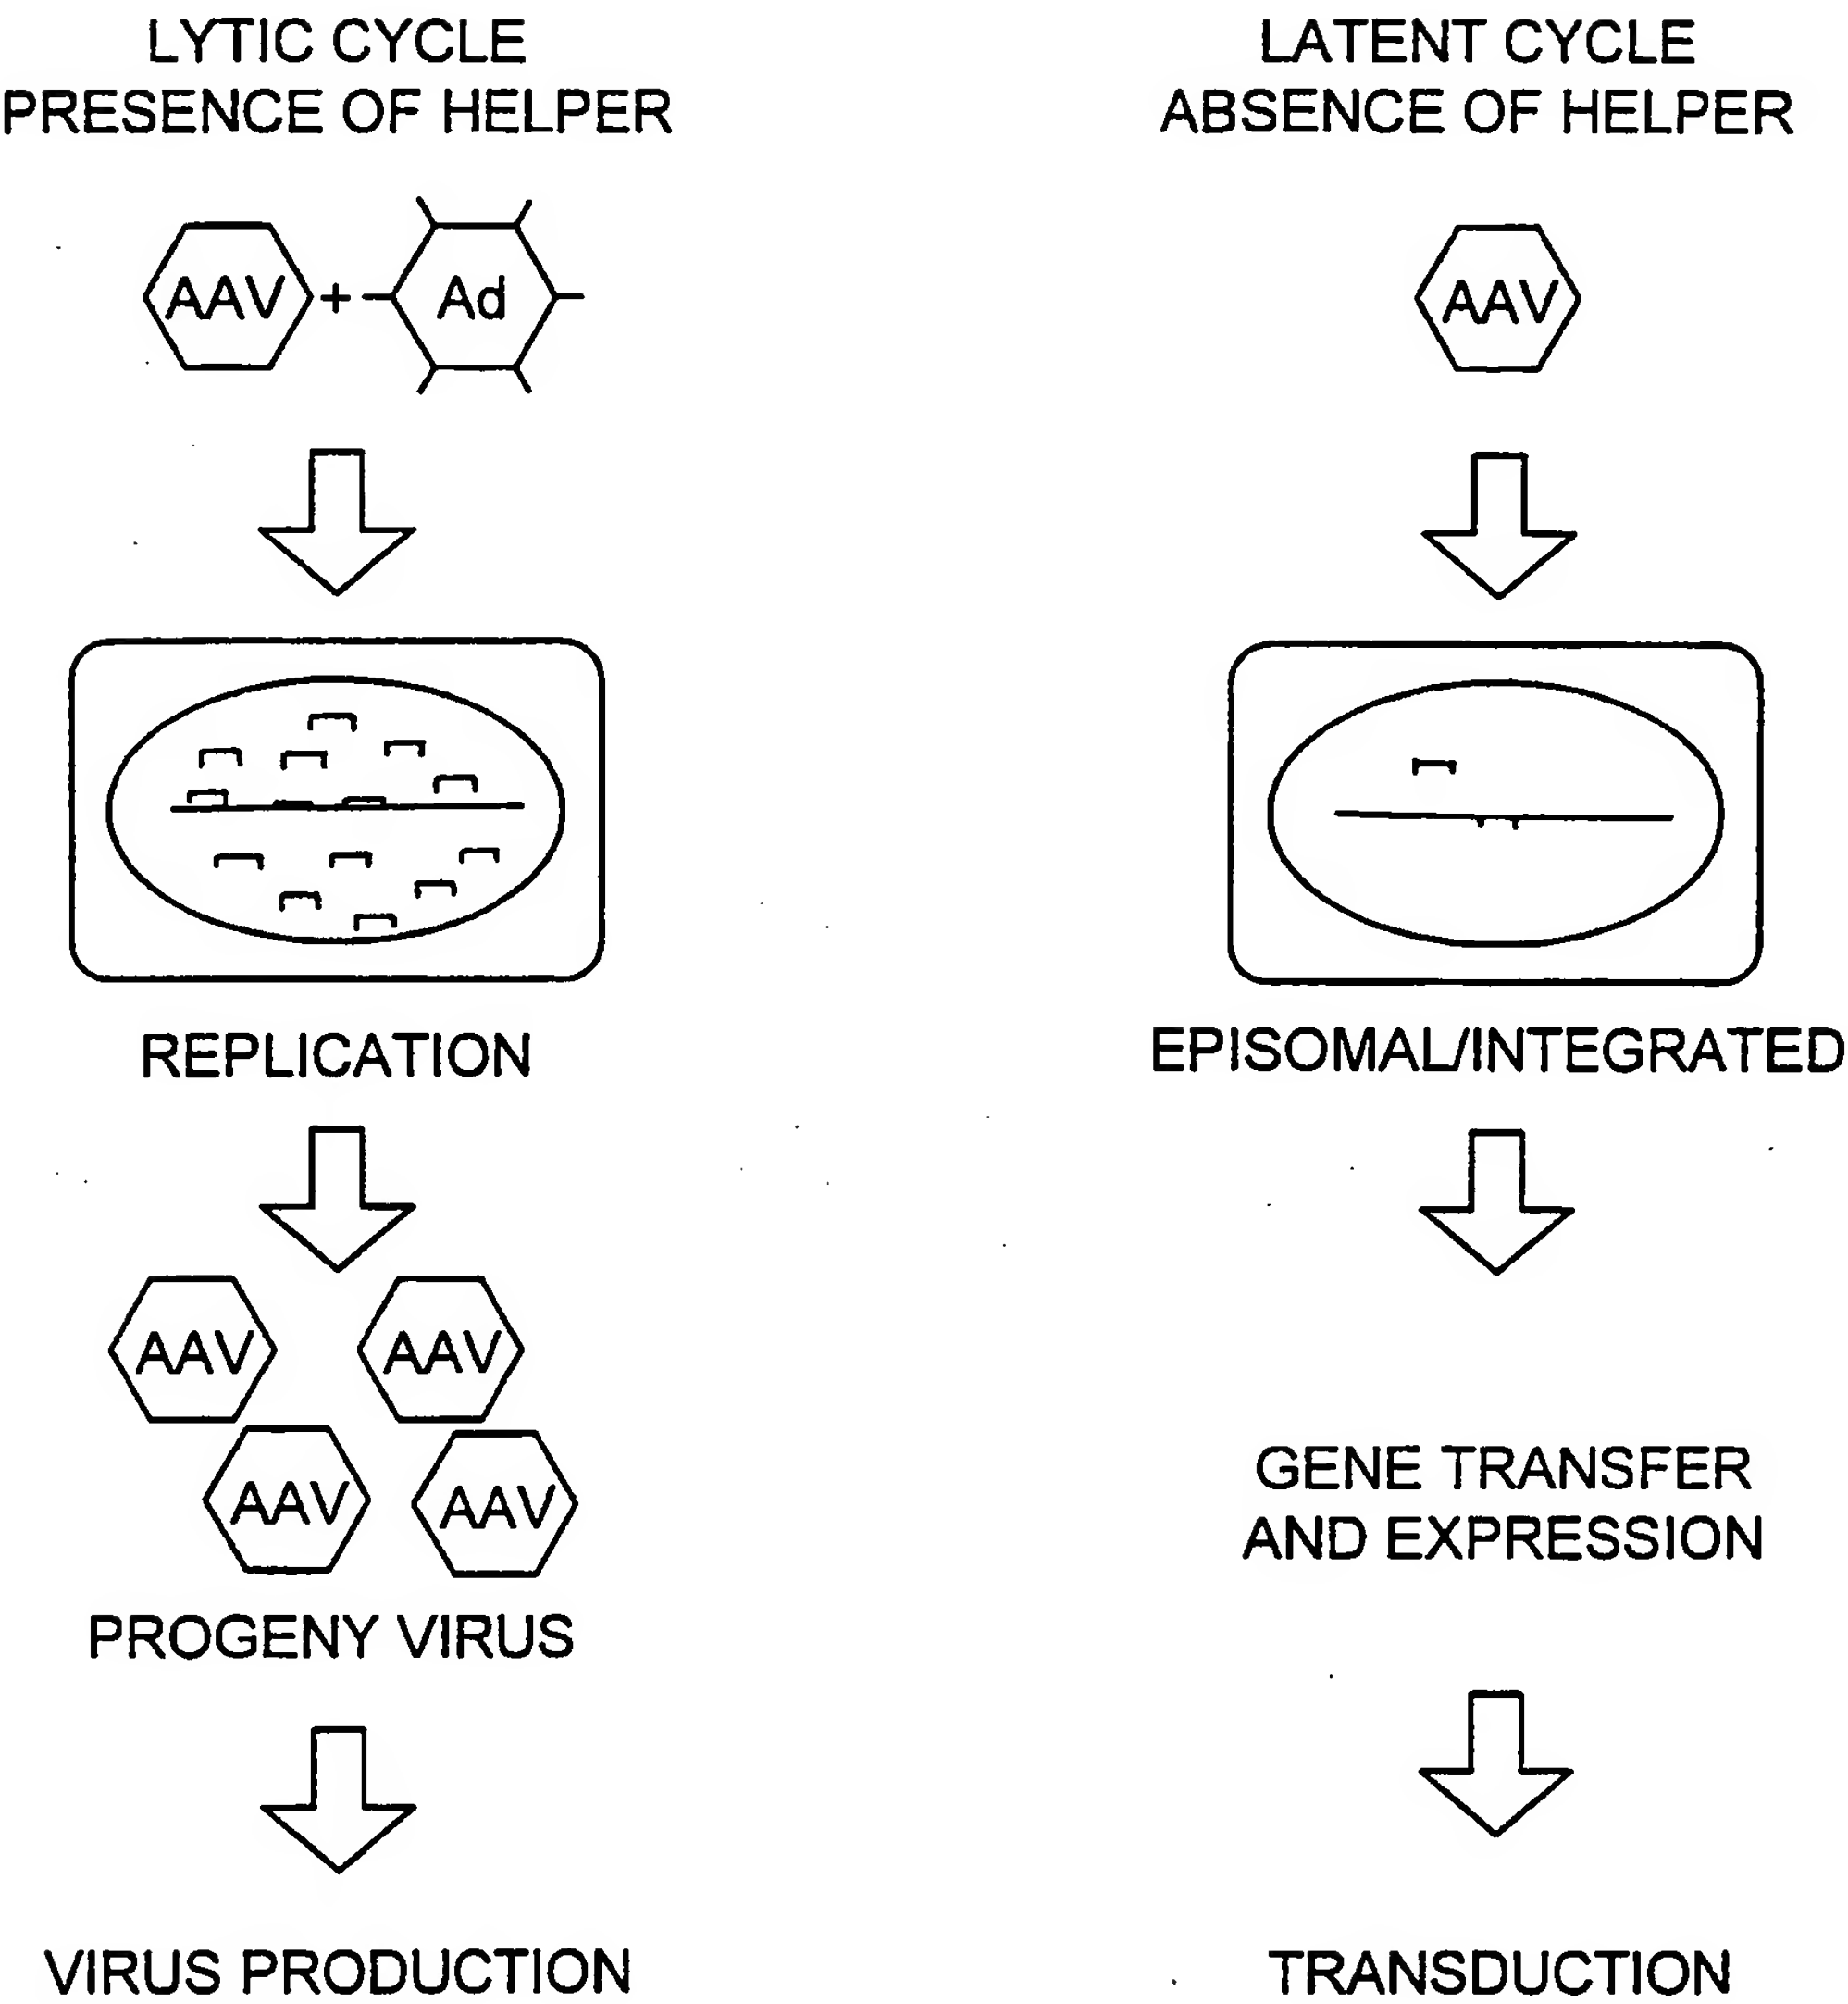 LYTIC CYCLE
PRESENCE OF HELPER
AAV + Ad
REPLICATION
AAV AAV
AAV AAV
PROGENY VIRUS
VIRUS PRODUCTION
LATENT CYCLE
ABSENCE OF HELPER
AAV
EPISOMAL/INTEGRATED
GENE TRANSFER
AND EXPRESSION
TRANSDUCTION